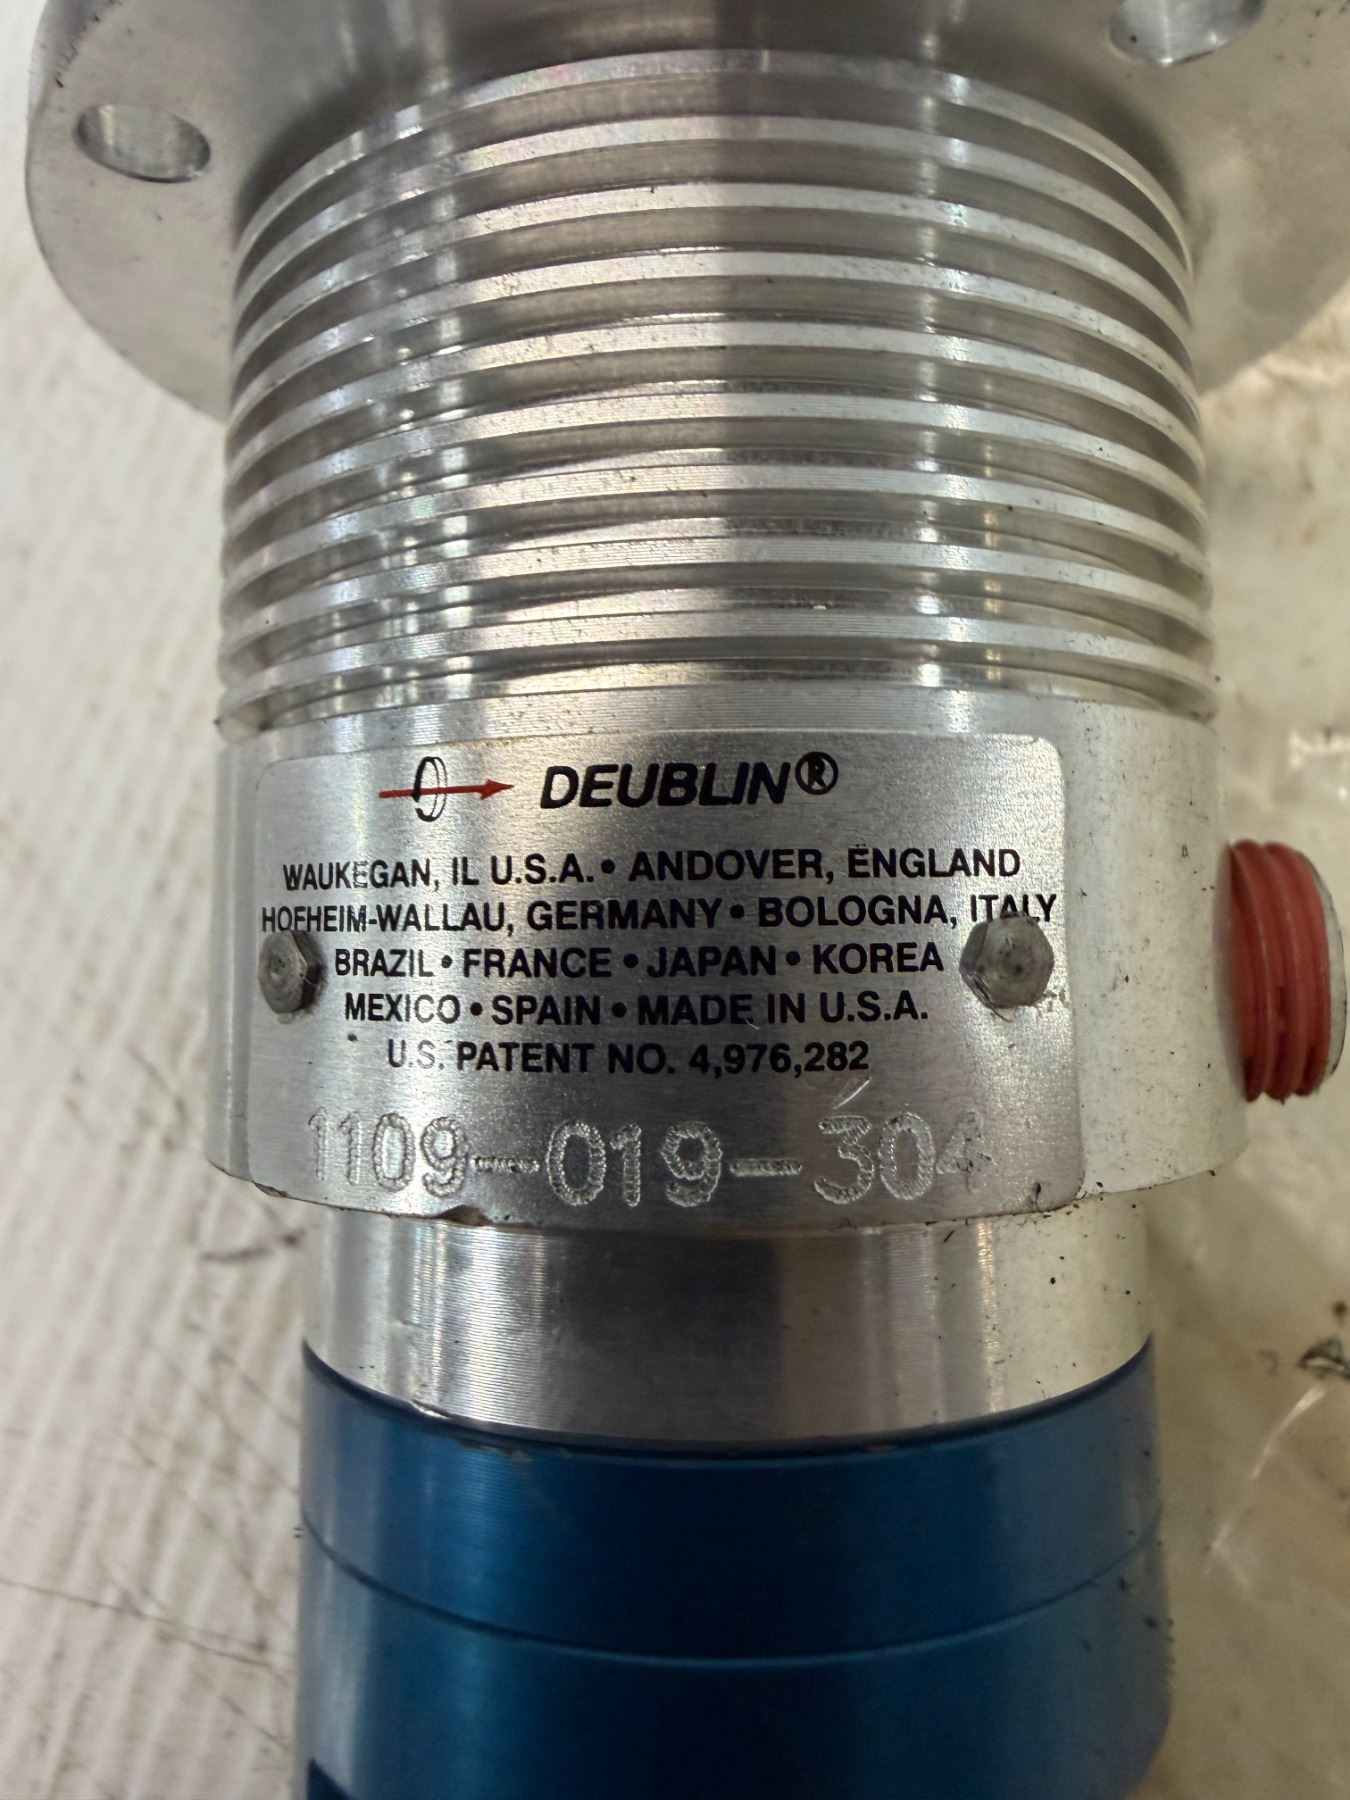 DEUBLIN®
WAUKEGAN, IL U.S.A. • ANDOVER, ENGLAND
HOFHEIM-WALLAU, GERMANY • BOLOGNA, ITALY
BRAZIL • FRANCE • JAPAN • KOREA
MEXICO • SPAIN • MADE IN U.S.A.
U.S. PATENT NO. 4,976,282
1109-019-304